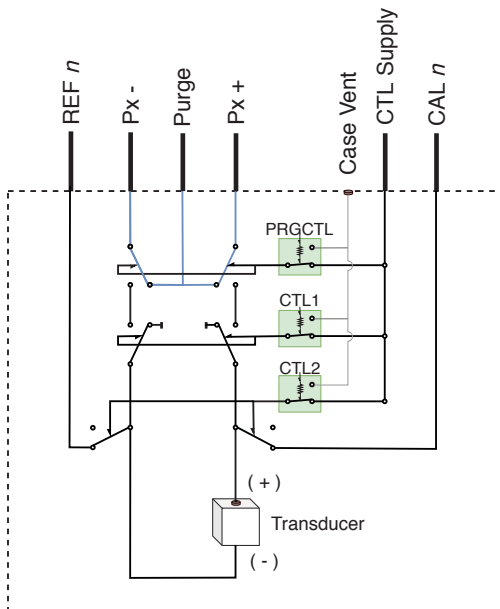 REF n
Px -
Purge
Px +
Case Vent
CTL Supply
CAL n
PRGCTL
CTL1
CTL2
( + )
Transducer
( - )